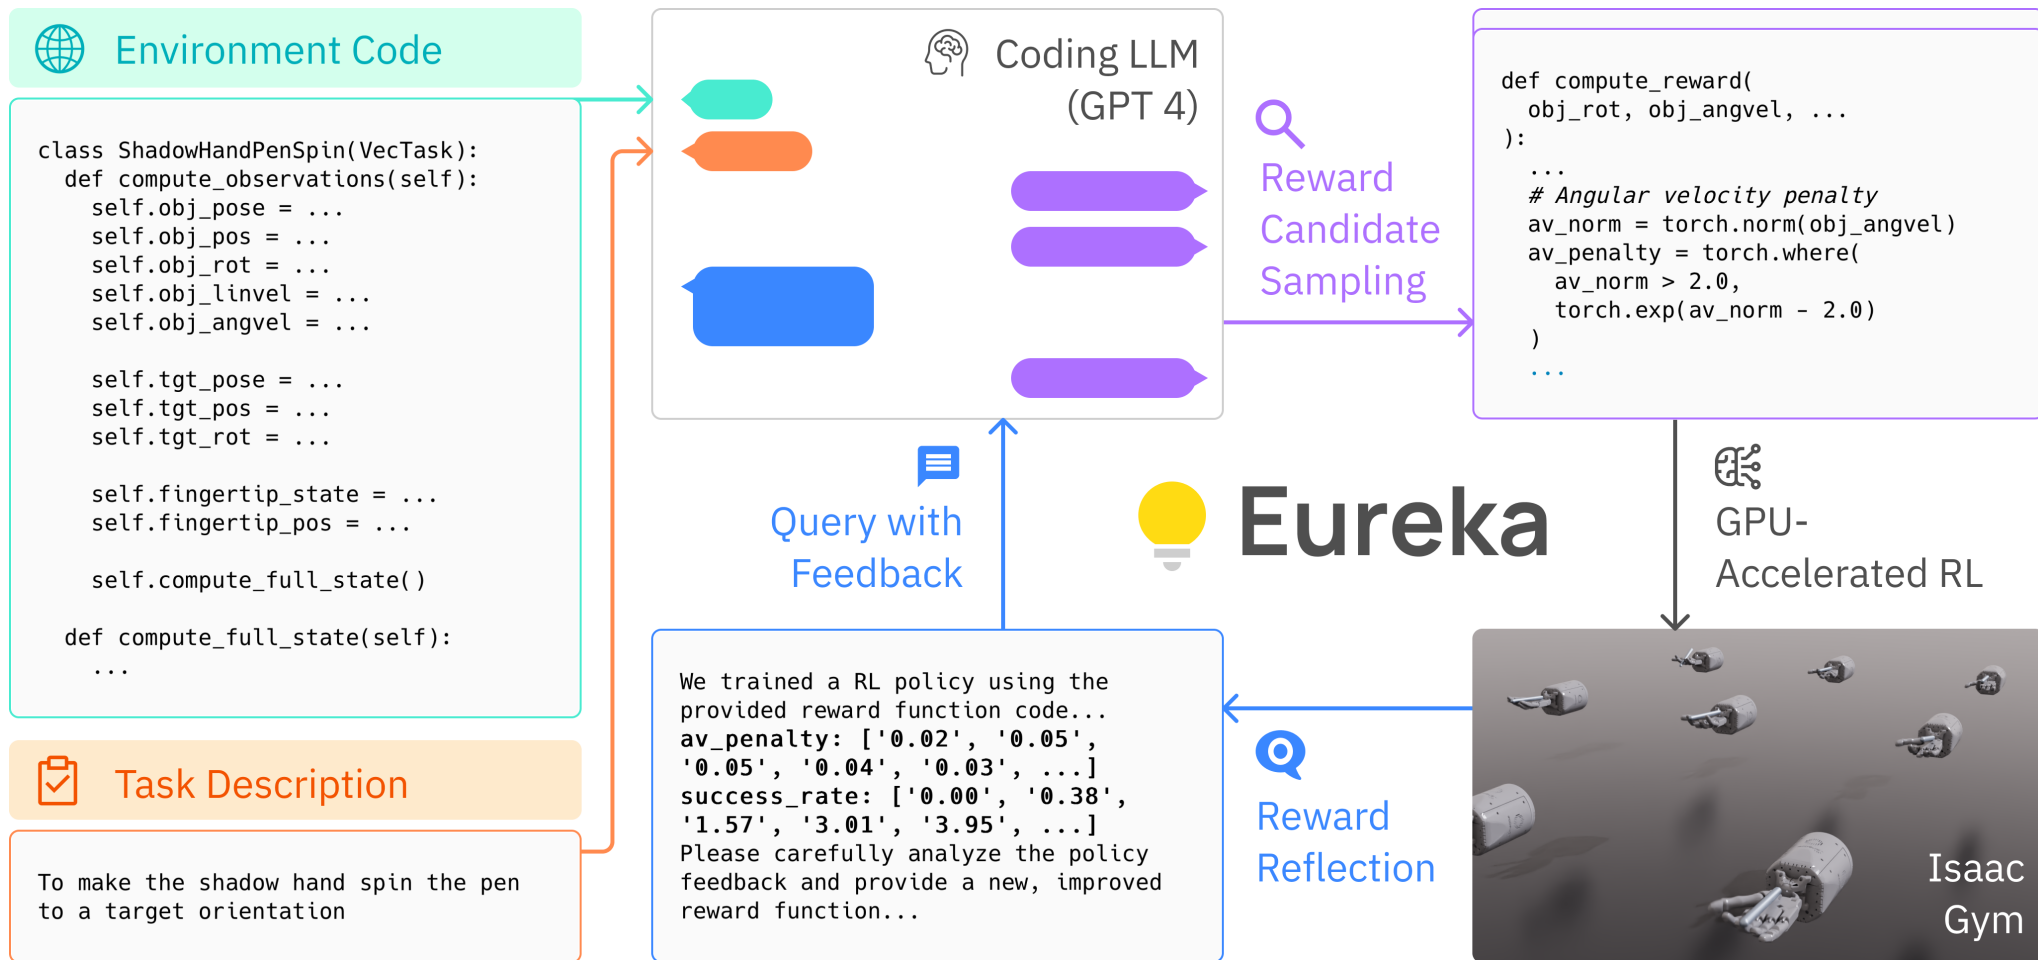 Environment Code
class ShadowHandPenSpin(VecTask):
  def compute_observations(self):
    self.obj_pose = ...
    self.obj_pos = ...
    self.obj_rot = ...
    self.obj_linvel = ...
    self.obj_angvel = ...
    self.tgt_pose = ...
    self.tgt_pos = ...
    self.tgt_rot = ...
    self.fingertip_state = ...
    self.fingertip_pos = ...
    self.compute_full_state()
  def compute_full_state(self):
    ...
Task Description
To make the shadow hand spin the pen
to a target orientation
Coding LLM
(GPT 4)
Reward
Candidate
Sampling
def compute_reward(
  obj_rot, obj_angvel, ...
):
  ...
  # Angular velocity penalty
  av_norm = torch.norm(obj_angvel)
  av_penalty = torch.where(
    av_norm > 2.0,
    torch.exp(av_norm - 2.0)
  )
  ...
Query with
Feedback
Eureka
GPU-
Accelerated RL
We trained a RL policy using the
provided reward function code...
av_penalty: ['0.02', '0.05',
'0.05', '0.04', '0.03', ...]
success_rate: ['0.00', '0.38',
'1.57', '3.01', '3.95', ...]
Please carefully analyze the policy
feedback and provide a new, improved
reward function...
Reward
Reflection
Isaac
Gym